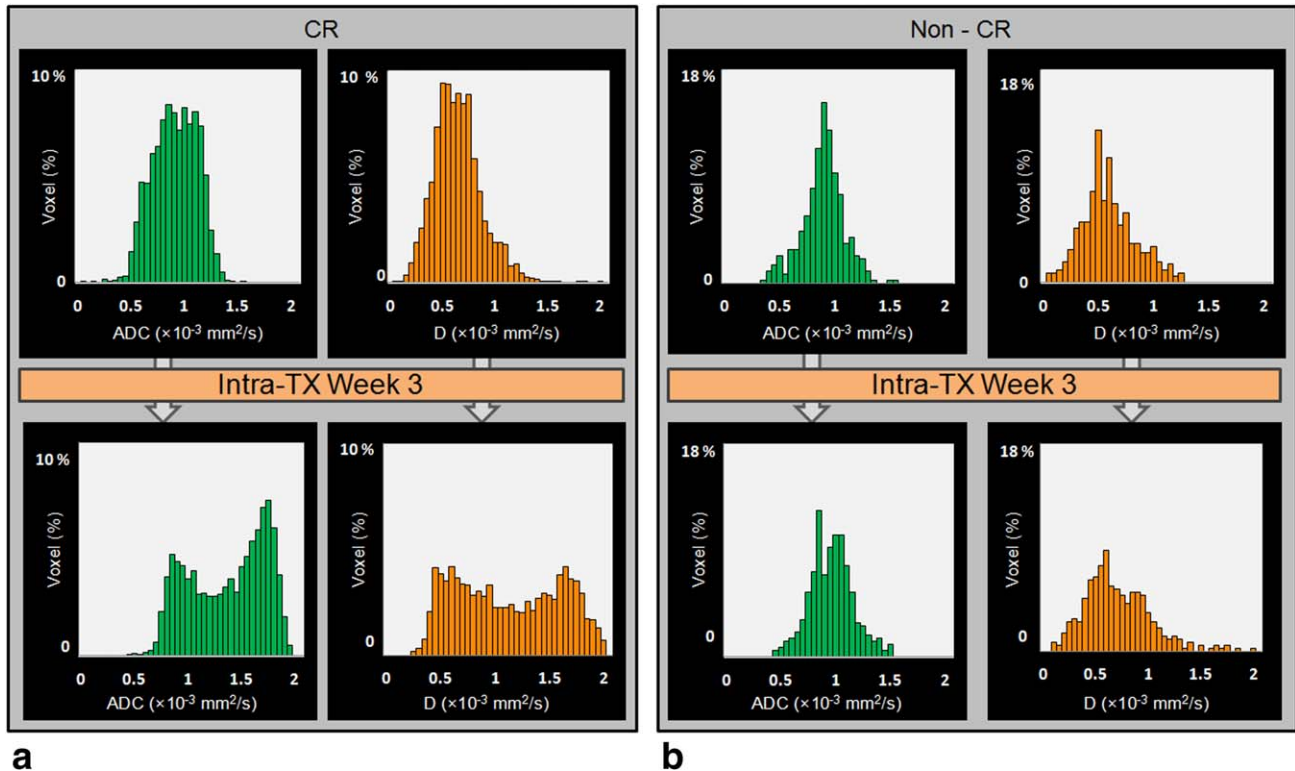 CR
10 %
Voxel (%)
0
0 0.5 1 1.5 2
ADC (×10⁻³ mm²/s)
10 %
Voxel (%)
0
0 0.5 1 1.5 2
D (×10⁻³ mm²/s)
Intra-TX Week 3
10 %
Voxel (%)
0
0 0.5 1 1.5 2
ADC (×10⁻³ mm²/s)
10 %
Voxel (%)
0
0 0.5 1 1.5 2
D (×10⁻³ mm²/s)
a
Non - CR
18 %
Voxel (%)
0
0 0.5 1 1.5 2
ADC (×10⁻³ mm²/s)
18 %
Voxel (%)
0
0 0.5 1 1.5 2
D (×10⁻³ mm²/s)
Intra-TX Week 3
18 %
Voxel (%)
0
0 0.5 1 1.5 2
ADC (×10⁻³ mm²/s)
18 %
Voxel (%)
0
0 0.5 1 1.5 2
D (×10⁻³ mm²/s)
b